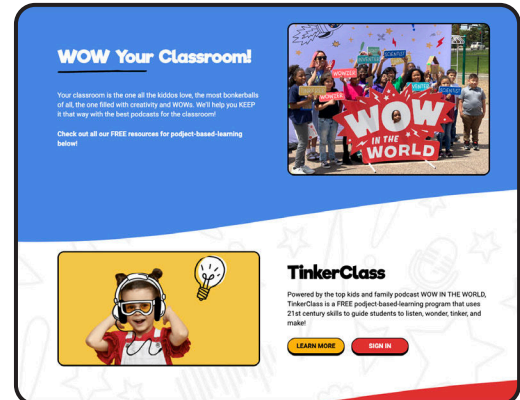 WOW Your Classroom!
Your classroom is the one all the kiddos love, the most bonkerballs
of all, the one filled with creativity and WOWs. We'll help you KEEP
it that way with the best podcasts for the classroom!
Check out all our FREE resources for podject-based-learning
below!
SCIENTIST
WOWZER
WOWZER
SCIENTIST
WOW
IN THE
WORLD
TinkerClass
Powered by the top kids and family podcast WOW IN THE WORLD,
TinkerClass is a FREE podject-based-learning program that uses
21st century skills to guide students to listen, wonder, tinker, and
make!
LEARN MORE
SIGN IN